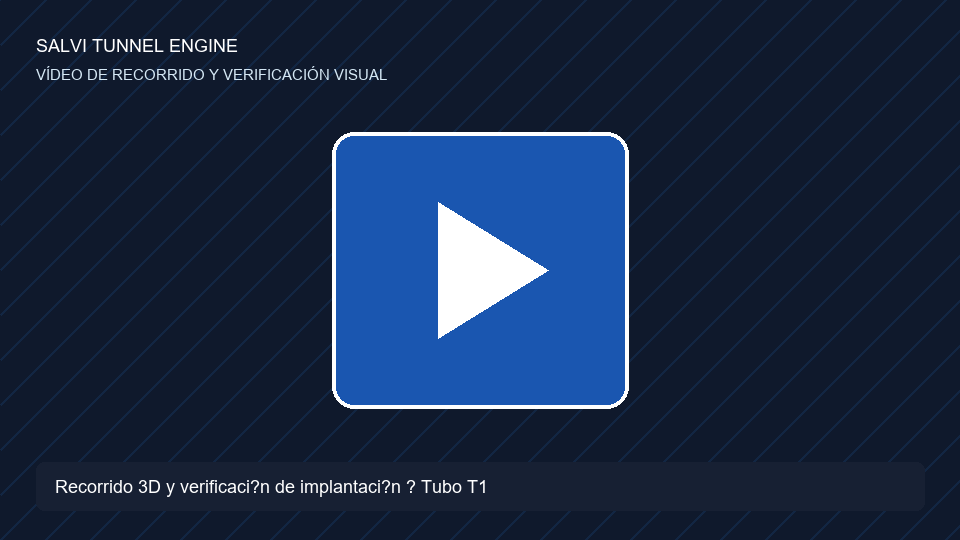 SALVI TUNNEL ENGINE
VÍDEO DE RECORRIDO Y VERIFICACIÓN VISUAL
Recorrido 3D y verificaci?n de implantaci?n ? Tubo T1